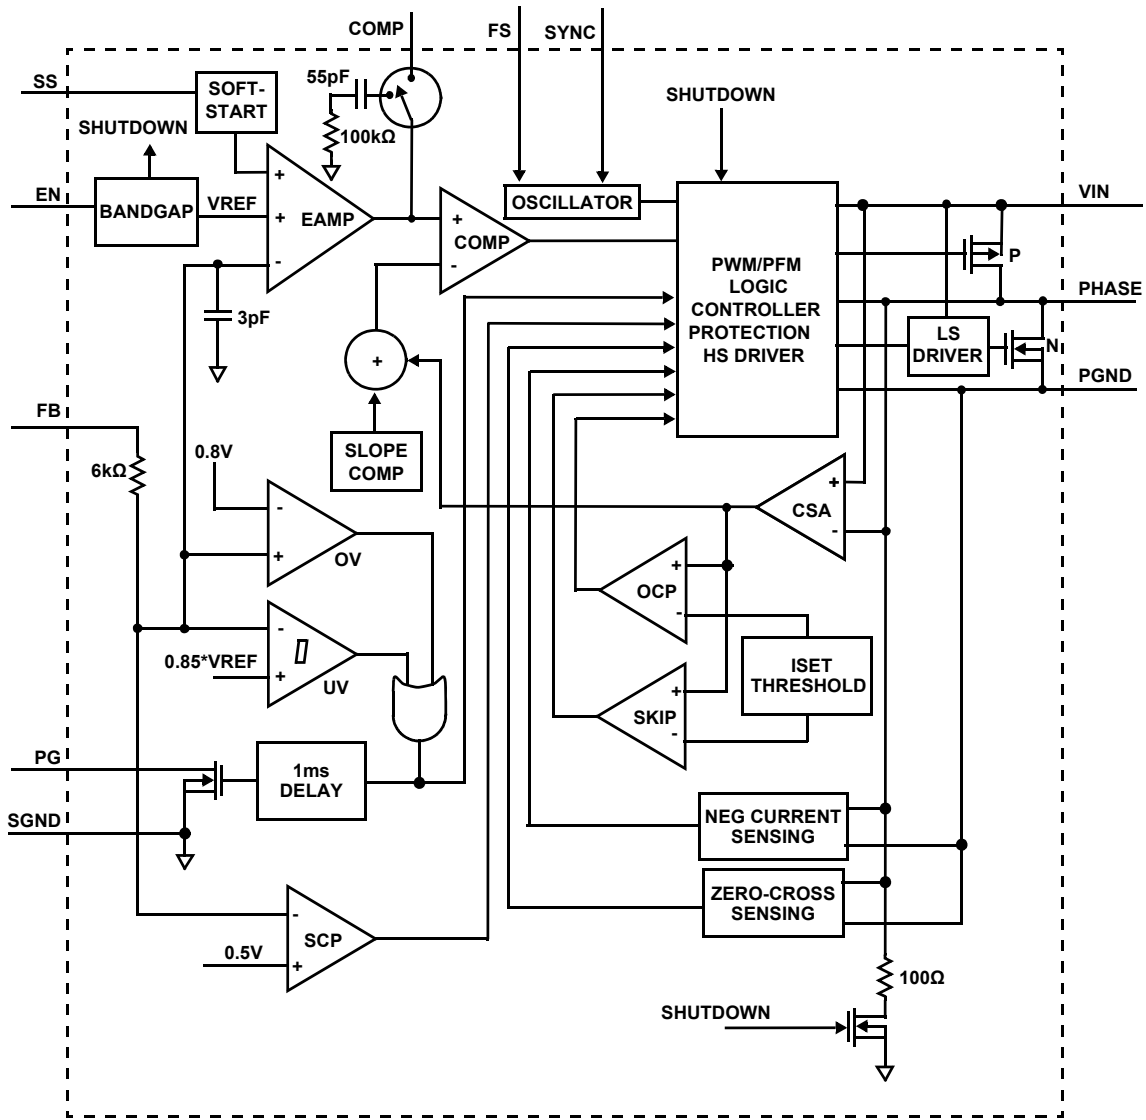 COMP
FS
SYNC
SS
SOFT-
START
55pF
100kΩ
SHUTDOWN
SHUTDOWN
EN
BANDGAP
VREF
+
+
-
EAMP
+
-
COMP
OSCILLATOR
VIN
PWM/PFM
LOGIC
CONTROLLER
PROTECTION
HS DRIVER
P
PHASE
LS
DRIVER
N
PGND
3pF
+
FB
6kΩ
0.8V
SLOPE
COMP
-
+
OV
+
-
CSA
+
-
OCP
-
+
UV
0.85*VREF
ISET
THRESHOLD
+
-
SKIP
PG
1ms
DELAY
SGND
NEG CURRENT
SENSING
ZERO-CROSS
SENSING
-
+
SCP
0.5V
100Ω
SHUTDOWN